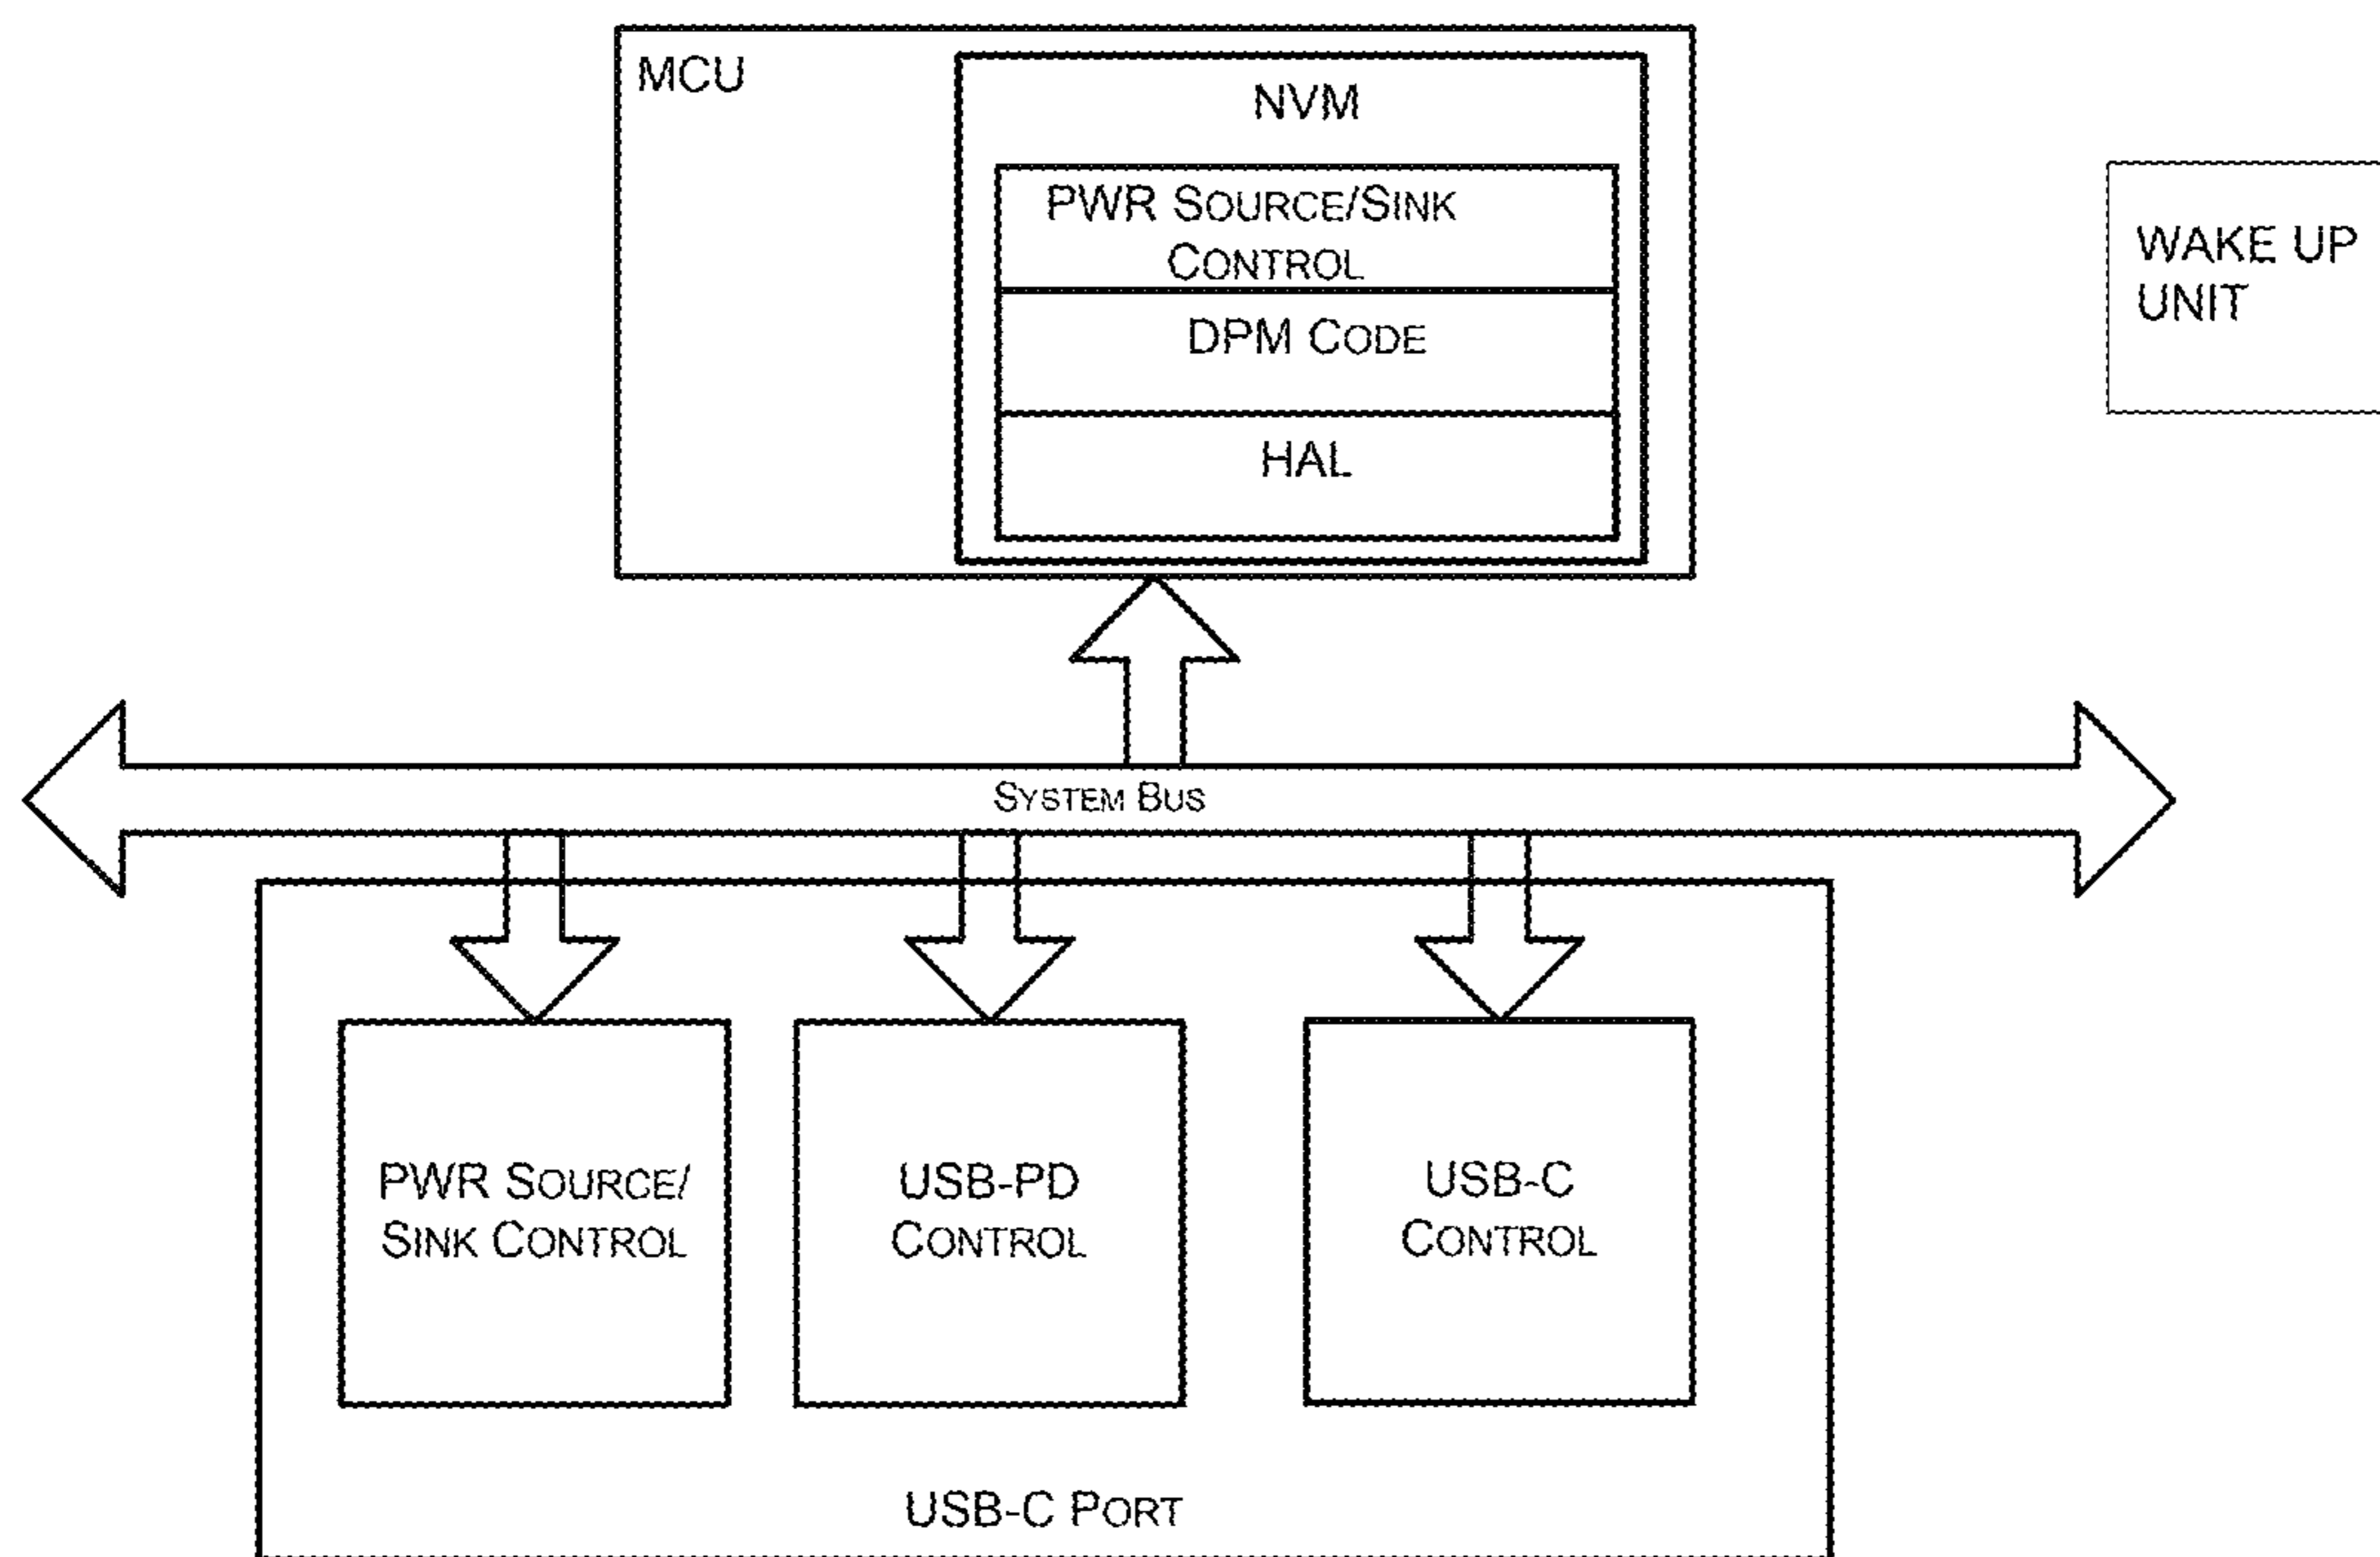 MCU
NVM
PWR SOURCE/SINK
CONTROL
DPM CODE
HAL
WAKE UP
UNIT
SYSTEM BUS
PWR SOURCE/
SINK CONTROL
USB-PD
CONTROL
USB-C
CONTROL
USB-C PORT